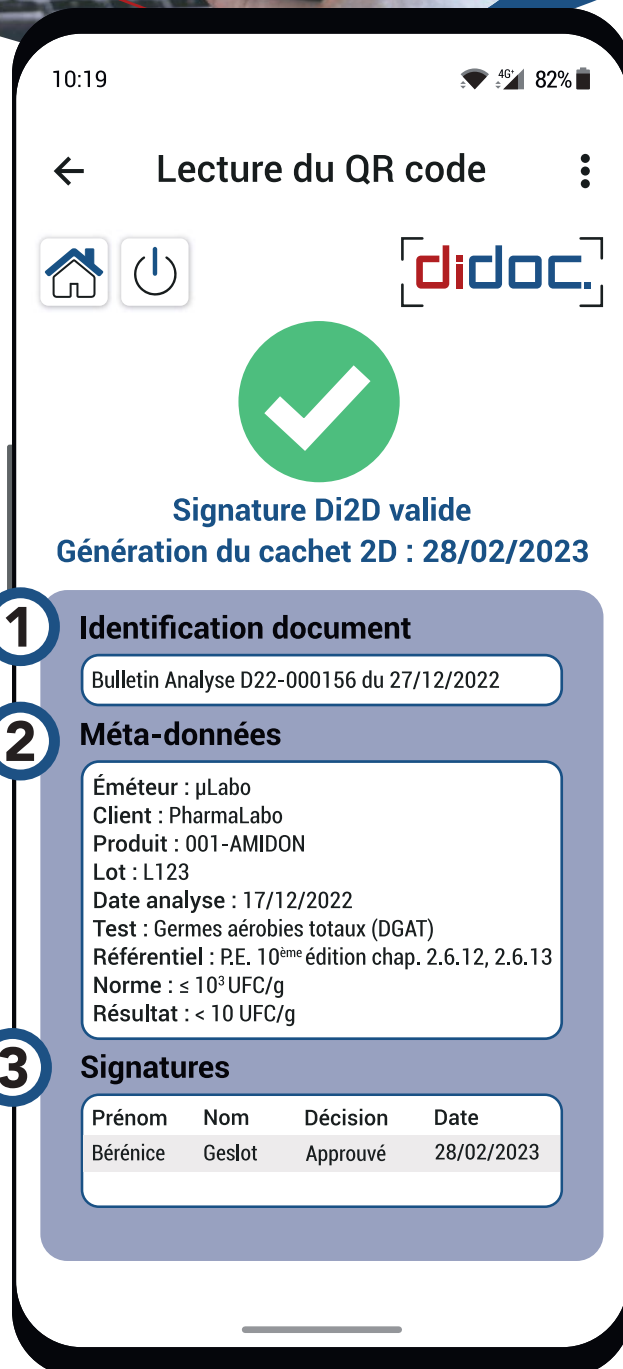 10:19 4G+ 82%
Lecture du QR code
didoc.
Signature Di2D valide
Génération du cachet 2D : 28/02/2023
1 Identification document
Bulletin Analyse D22-000156 du 27/12/2022
2 Méta-données
Éméteur : µLabo
Client : PharmaLabo
Produit : 001-AMIDON
Lot : L123
Date analyse : 17/12/2022
Test : Germes aérobies totaux (DGAT)
Référentiel : P.E. 10ème édition chap. 2.6.12, 2.6.13
Norme : ≤ 10³ UFC/g
Résultat : < 10 UFC/g
3 Signatures
Prénom Nom Décision Date
Bérénice Geslot Approuvé 28/02/2023